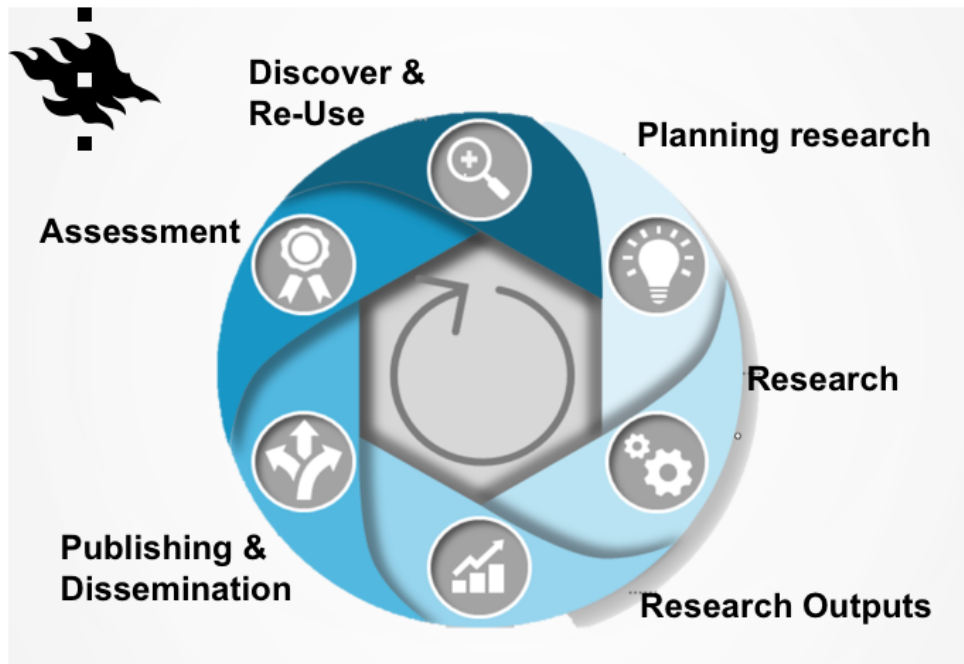 Discover &
Re-Use
Planning research
Assessment
Research
Publishing &
Dissemination
Research Outputs